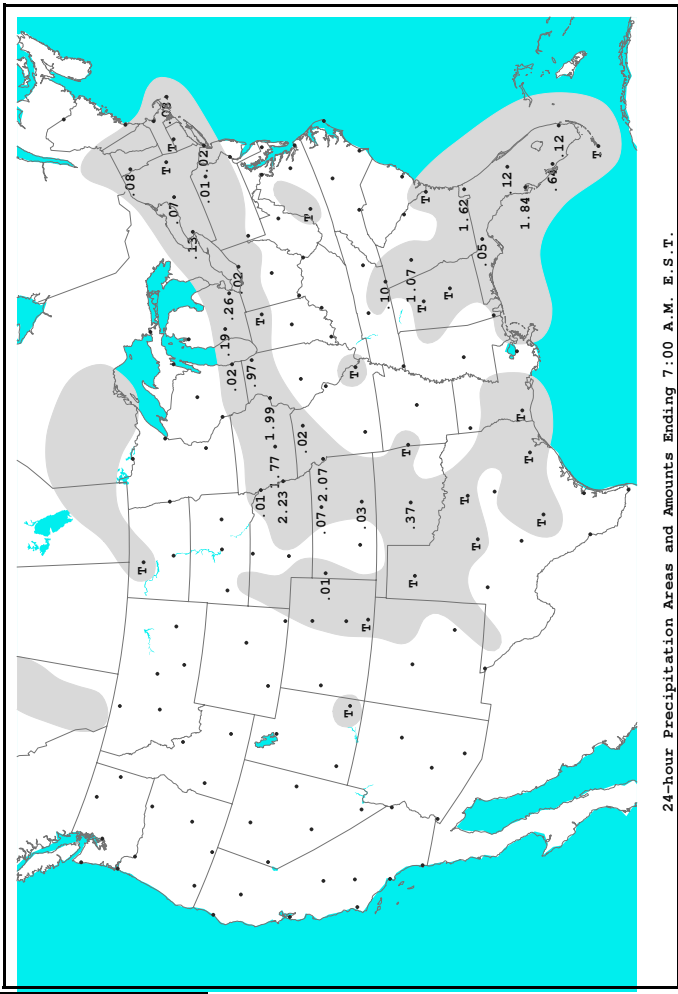 .08
T
.08
T
T
.07
.13
.02
.01
.19
.26
.02
.02
.97
.01
T
1.99
1.77
2.23
.02
T
.07
2.07
.01
T
T
.03
T
.10
T
.37
1.07
T
T
T
T
1.62
T
T
.05
.12
T
1.84
T
T
.64
.12
T
24-hour Precipitation Areas and Amounts Ending 7:00 A.M. E.S.T.